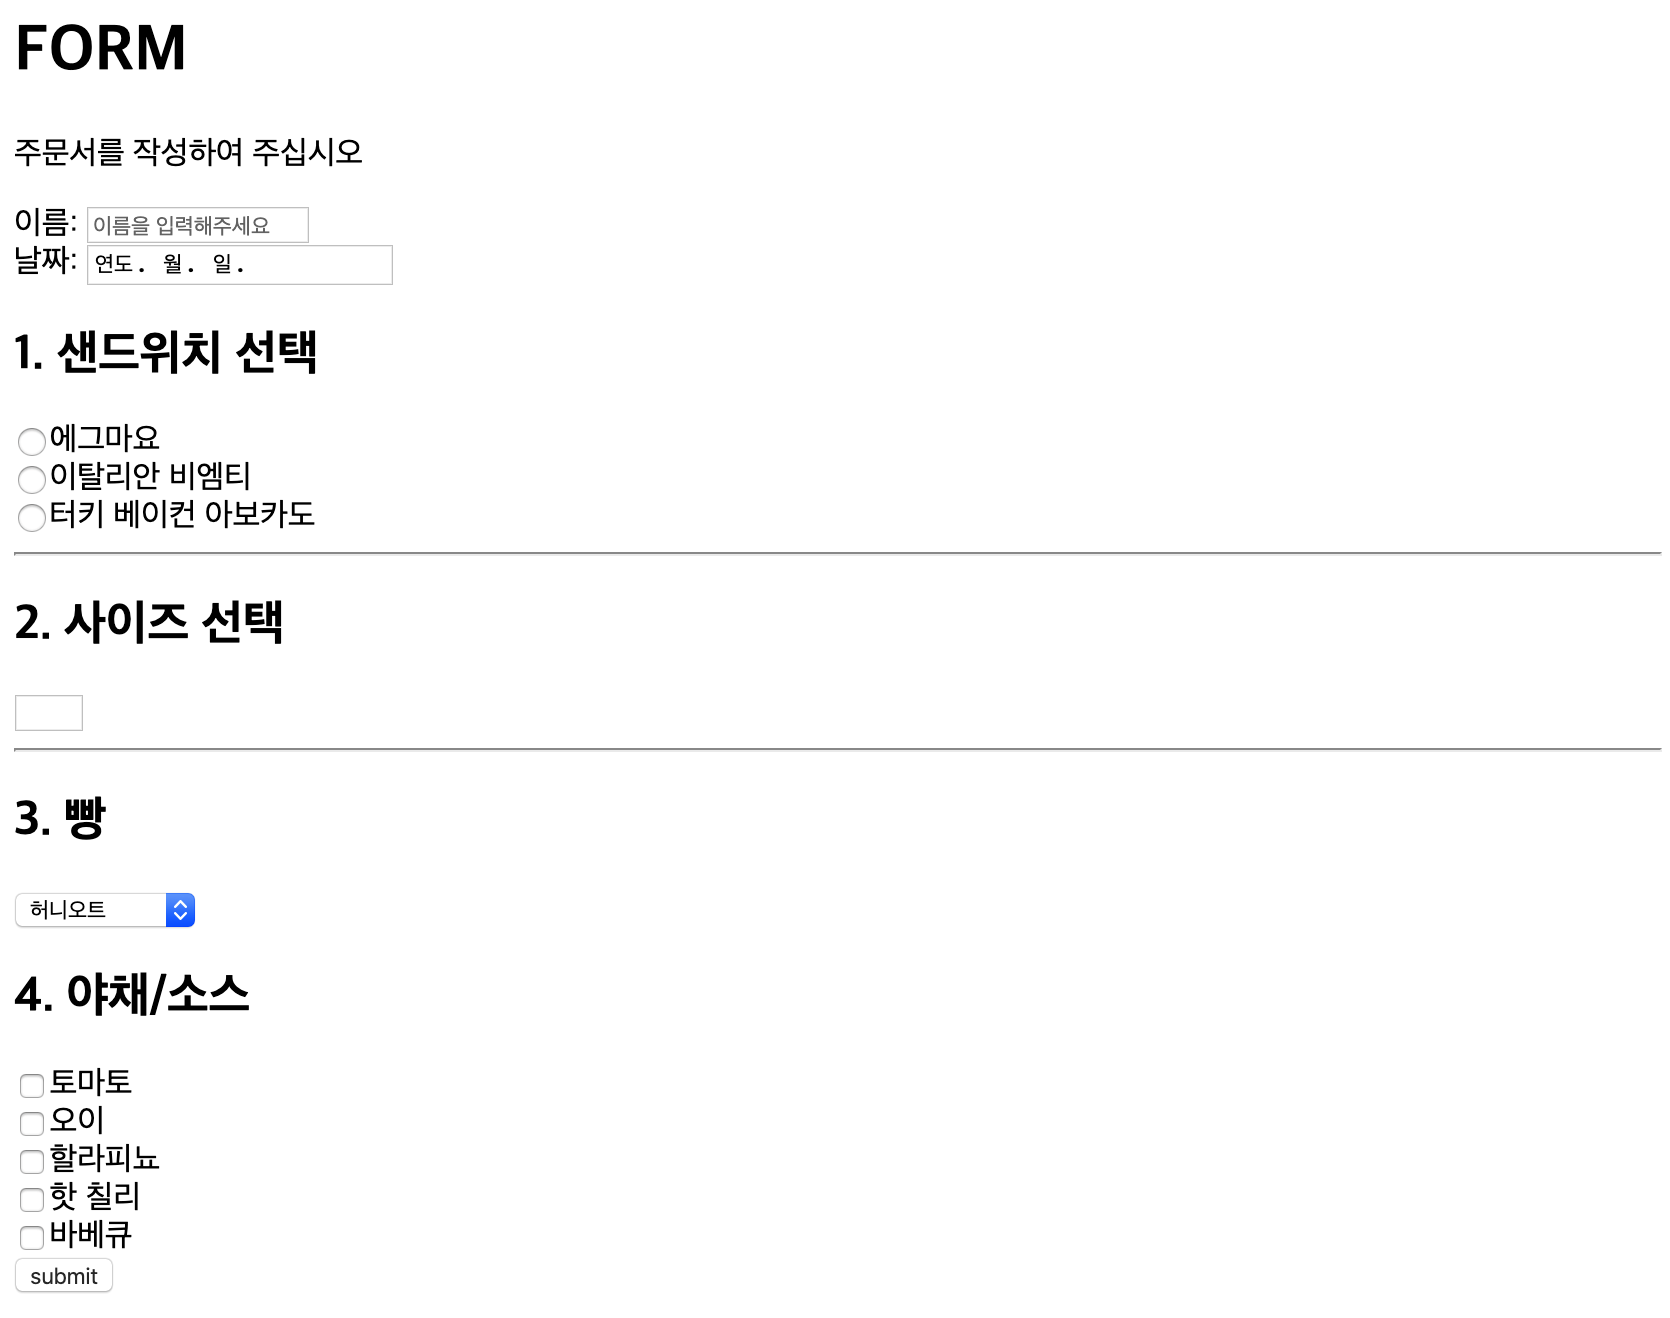 FORM
주문서를 작성하여 주십시오
이름: 이름을 입력해주세요
날짜: 연도. 월. 일.
1. 샌드위치 선택
에그마요
이탈리안 비엠티
터키 베이컨 아보카도
2. 사이즈 선택
3. 빵
허니오트
4. 야채/소스
토마토
오이
할라피뇨
핫 칠리
바베큐
submit